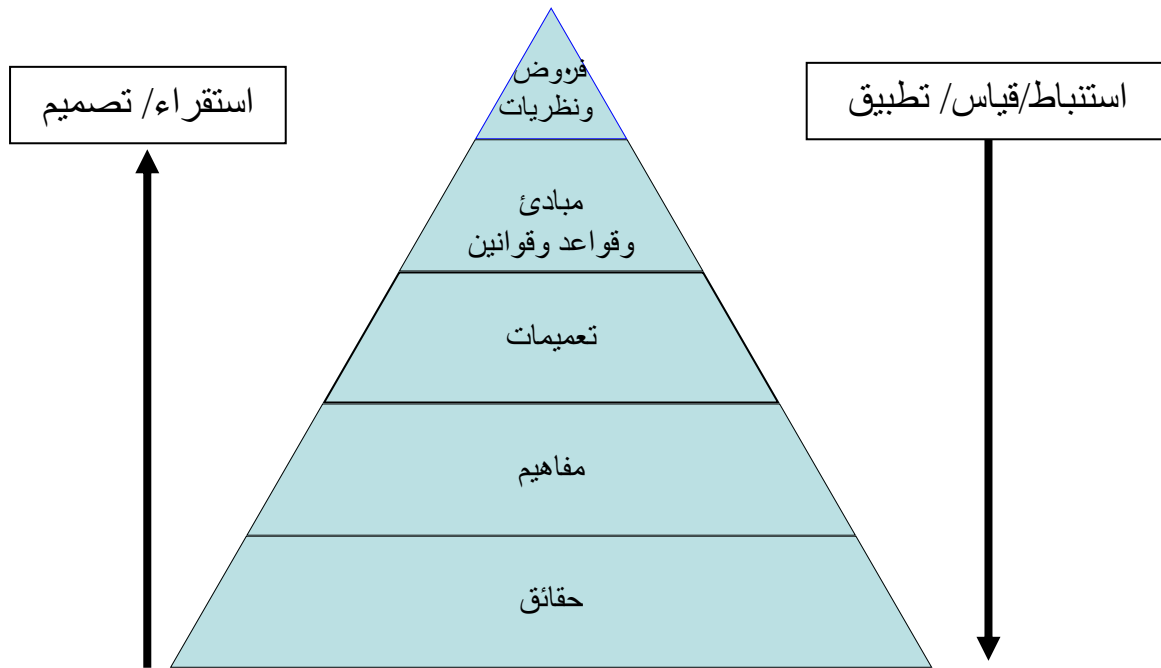 فروض
ونظريات
استقراء/ تصميم
استنباط/قياس/ تطبيق
مبادئ
وقواعد وقوانين
تعميمات
مفاهيم
حقائق